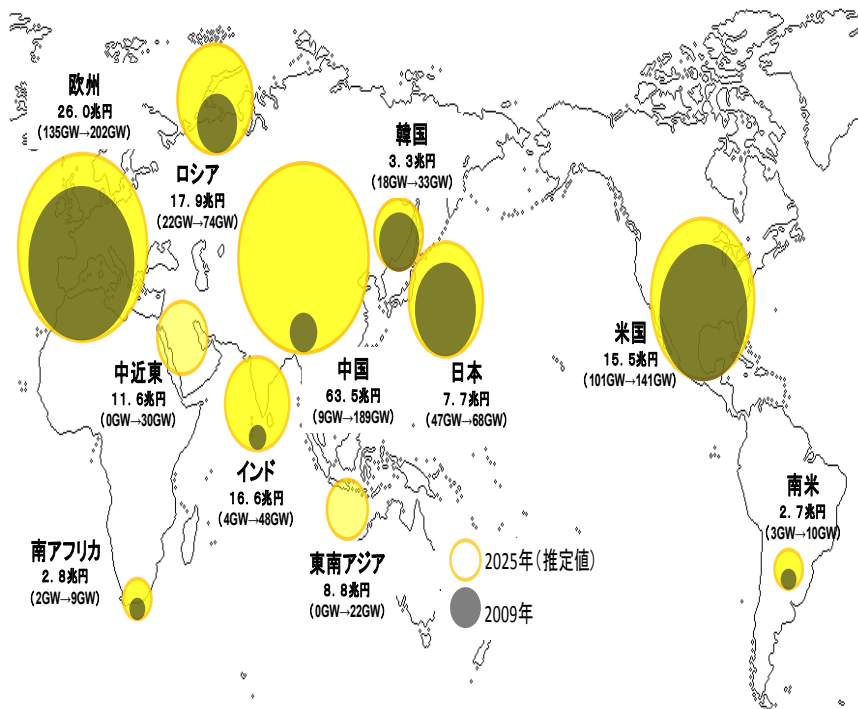 欧州
26.0兆円
(135GW→202GW)
ロシア
17.9兆円
(22GW→74GW)
韓国
3.3兆円
(18GW→33GW)
中近東
11.6兆円
(0GW→30GW)
中国
63.5兆円
(9GW→189GW)
日本
7.7兆円
(47GW→68GW)
米国
15.5兆円
(101GW→141GW)
インド
16.6兆円
(4GW→48GW)
南米
2.7兆円
(3GW→10GW)
南アフリカ
2.8兆円
(2GW→9GW)
東南アジア
8.8兆円
(0GW→22GW)
2025年(推定値)
2009年